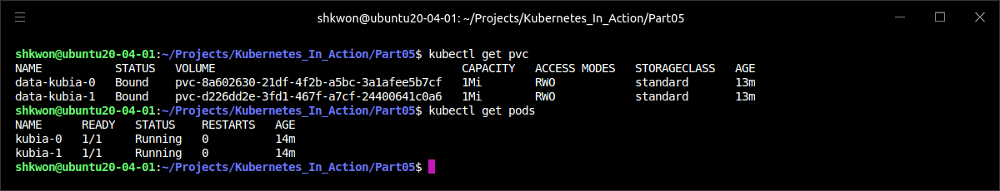 shkwon@ubuntu20-04-01: ~/Projects/Kubernetes_In_Action/Part05
shkwon@ubuntu20-04-01:~/Projects/Kubernetes_In_Action/Part05$ kubectl get pvc
NAME           STATUS   VOLUME                                     CAPACITY   ACCESS MODES   STORAGECLASS   AGE
data-kubia-0   Bound    pvc-8a602630-21df-4f2b-a5bc-3a1afee5b7cf   1Mi        RWO            standard       13m
data-kubia-1   Bound    pvc-d226dd2e-3fd1-467f-a7cf-24400641c0a6   1Mi        RWO            standard       13m
shkwon@ubuntu20-04-01:~/Projects/Kubernetes_In_Action/Part05$ kubectl get pods
NAME      READY   STATUS    RESTARTS   AGE
kubia-0   1/1     Running   0          14m
kubia-1   1/1     Running   0          14m
shkwon@ubuntu20-04-01:~/Projects/Kubernetes_In_Action/Part05$